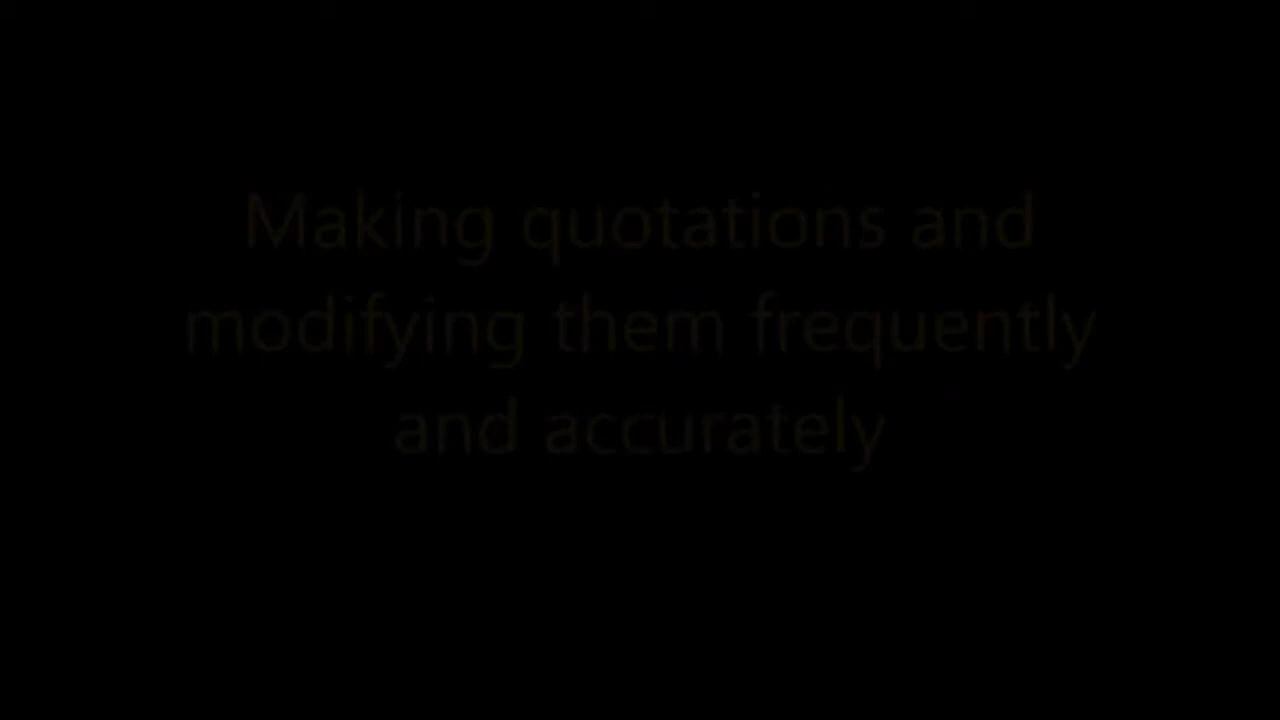 Making quotations and
modifying them frequently
and accurately